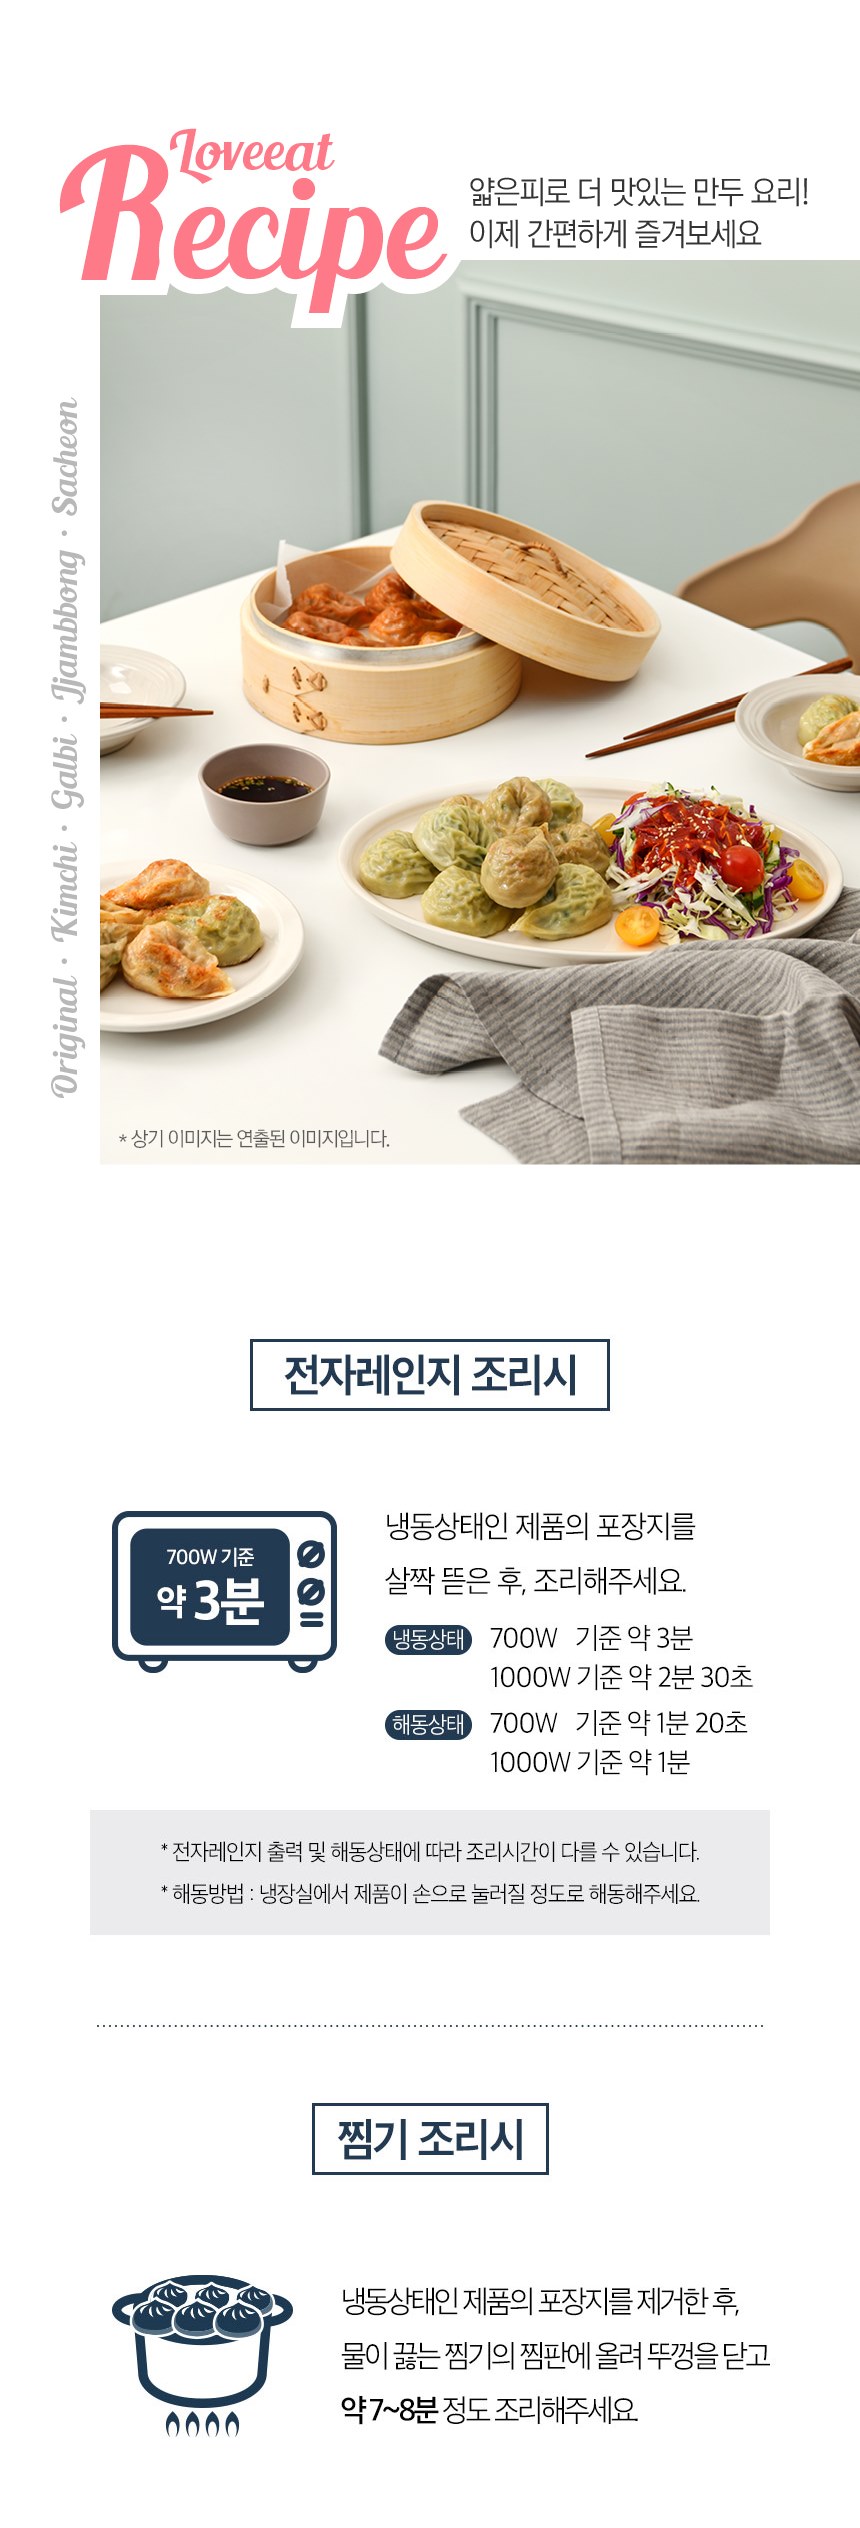 Loveeat
Recipe
얇은피로 더 맛있는 만두 요리!
이제 간편하게 즐겨보세요
Original · Kimchi · Galbi · Jjambbong · Sacheon
* 상기 이미지는 연출된 이미지입니다.
전자레인지 조리시
700W 기준
약 3분
냉동상태인 제품의 포장지를
살짝 뜯은 후, 조리해주세요.
냉동상태 700W 기준 약 3분
1000W 기준 약 2분 30초
해동상태 700W 기준 약 1분 20초
1000W 기준 약 1분
* 전자레인지 출력 및 해동상태에 따라 조리시간이 다를 수 있습니다.
* 해동방법 : 냉장실에서 제품이 손으로 눌러질 정도로 해동해주세요.
찜기 조리시
냉동상태인 제품의 포장지를 제거한 후,
물이 끓는 찜기의 찜판에 올려 뚜껑을 닫고
약 7~8분 정도 조리해주세요.